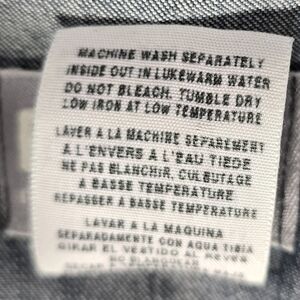 MACHINE WASH SEPARATELY
INSIDE OUT IN LUKEWARM WATER
DO NOT BLEACH. TUMBLE DRY
LOW IRON AT LOW TEMPERATURE
LAVER A LA MACHINE SEPAREMENT
A L'ENVERS A L'EAU TIEDE
NE PAS BLANCHIR, CULBUTAGE
A BASSE TEMPERATURE
REPASSER A BASSE TEMPERATURE
LAVAR A LA MAQUINA
SEPARADAMENTE CON AGUA TIBIA
GIRAR EL VESTIDO AL REVES
NO BLANQUEAR